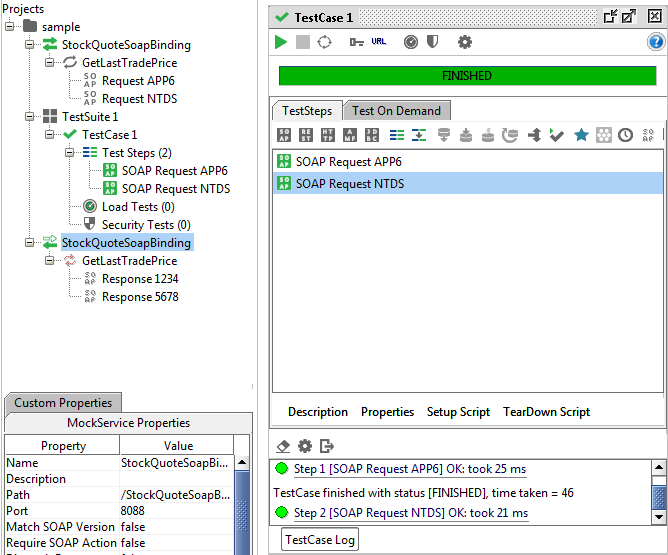 Projects
sample
StockQuoteSoapBinding
GetLastTradePrice
Request APP6
Request NTDS
TestSuite 1
TestCase 1
Test Steps (2)
SOAP Request APP6
SOAP Request NTDS
Load Tests (0)
Security Tests (0)
StockQuoteSoapBinding
GetLastTradePrice
Response 1234
Response 5678
Custom Properties
MockService Properties
Property Value
Name StockQuoteSoapBi...
Description
Path /StockQuoteSoapB...
Port 8088
Match SOAP Version false
Require SOAP Action false
TestCase 1
URL
FINISHED
TestSteps Test On Demand
SOAP Request APP6
SOAP Request NTDS
Description Properties Setup Script TearDown Script
Step 1 [SOAP Request APP6] OK: took 25 ms
TestCase finished with status [FINISHED], time taken = 46
Step 2 [SOAP Request NTDS] OK: took 21 ms
TestCase Log